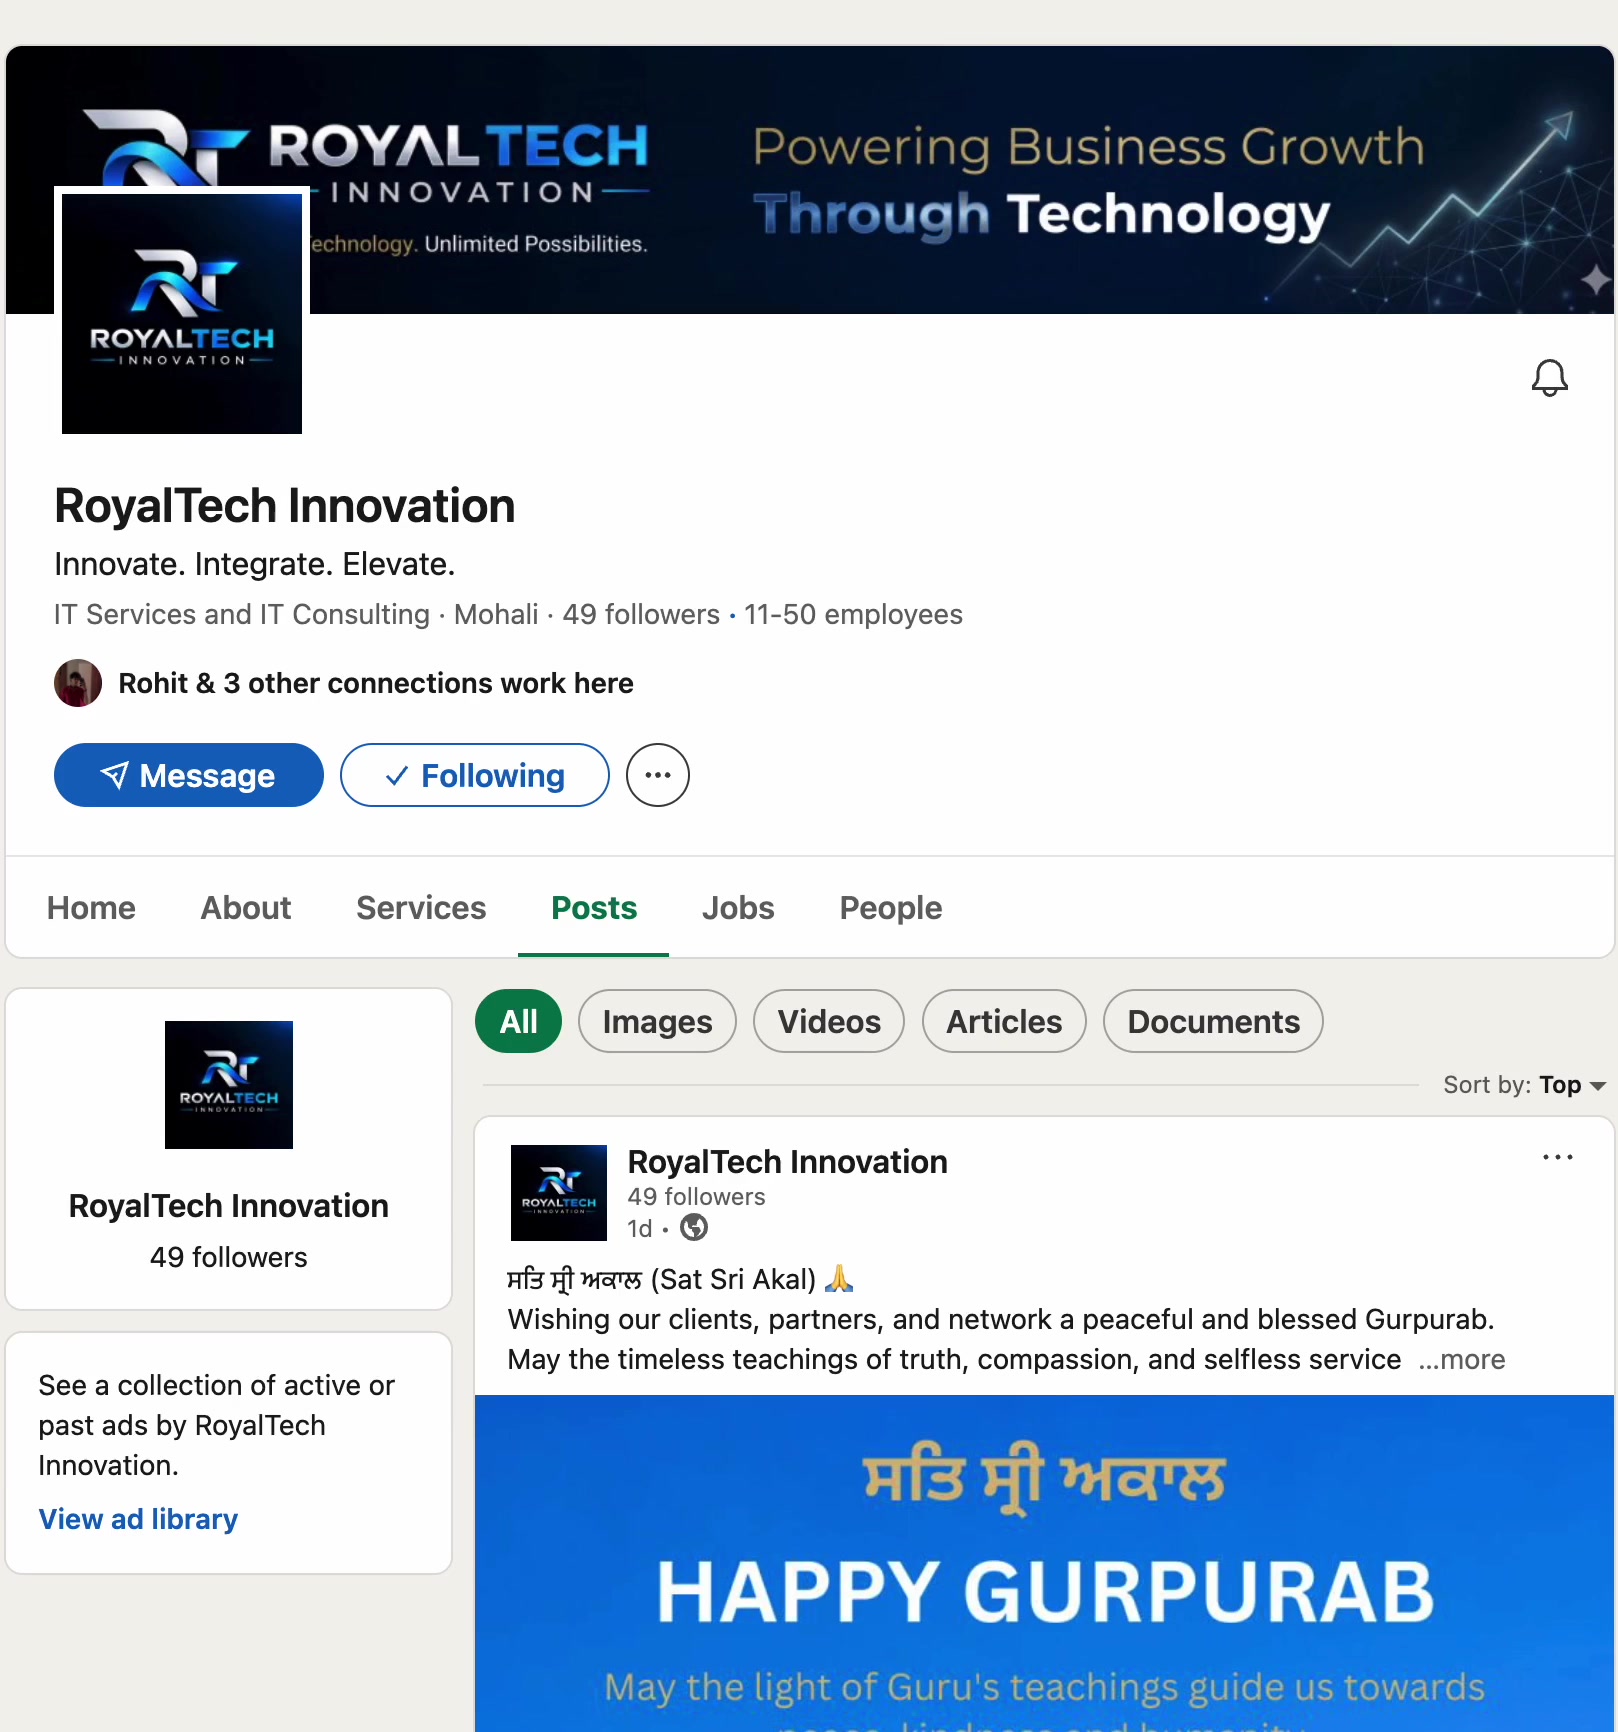 ROYALTECH
INNOVATION
echnology. Unlimited Possibilities.
Powering Business Growth
Through Technology
ROYALTECH
INNOVATION
RoyalTech Innovation
Innovate. Integrate. Elevate.
IT Services and IT Consulting · Mohali · 49 followers • 11-50 employees
Rohit & 3 other connections work here
Message
Following
Home About Services Posts Jobs People
All Images Videos Articles Documents
Sort by: Top
ROYALTECH
INNOVATION
RoyalTech Innovation
49 followers
See a collection of active or
past ads by RoyalTech
Innovation.
View ad library
ROYALTECH
INNOVATION
RoyalTech Innovation
49 followers
1d •
ਸਤਿ ਸ੍ਰੀ ਅਕਾਲ (Sat Sri Akal) 🙏
Wishing our clients, partners, and network a peaceful and blessed Gurpurab.
May the timeless teachings of truth, compassion, and selfless service ...more
ਸਤਿ ਸ੍ਰੀ ਅਕਾਲ
HAPPY GURPURAB
May the light of Guru's teachings guide us towards